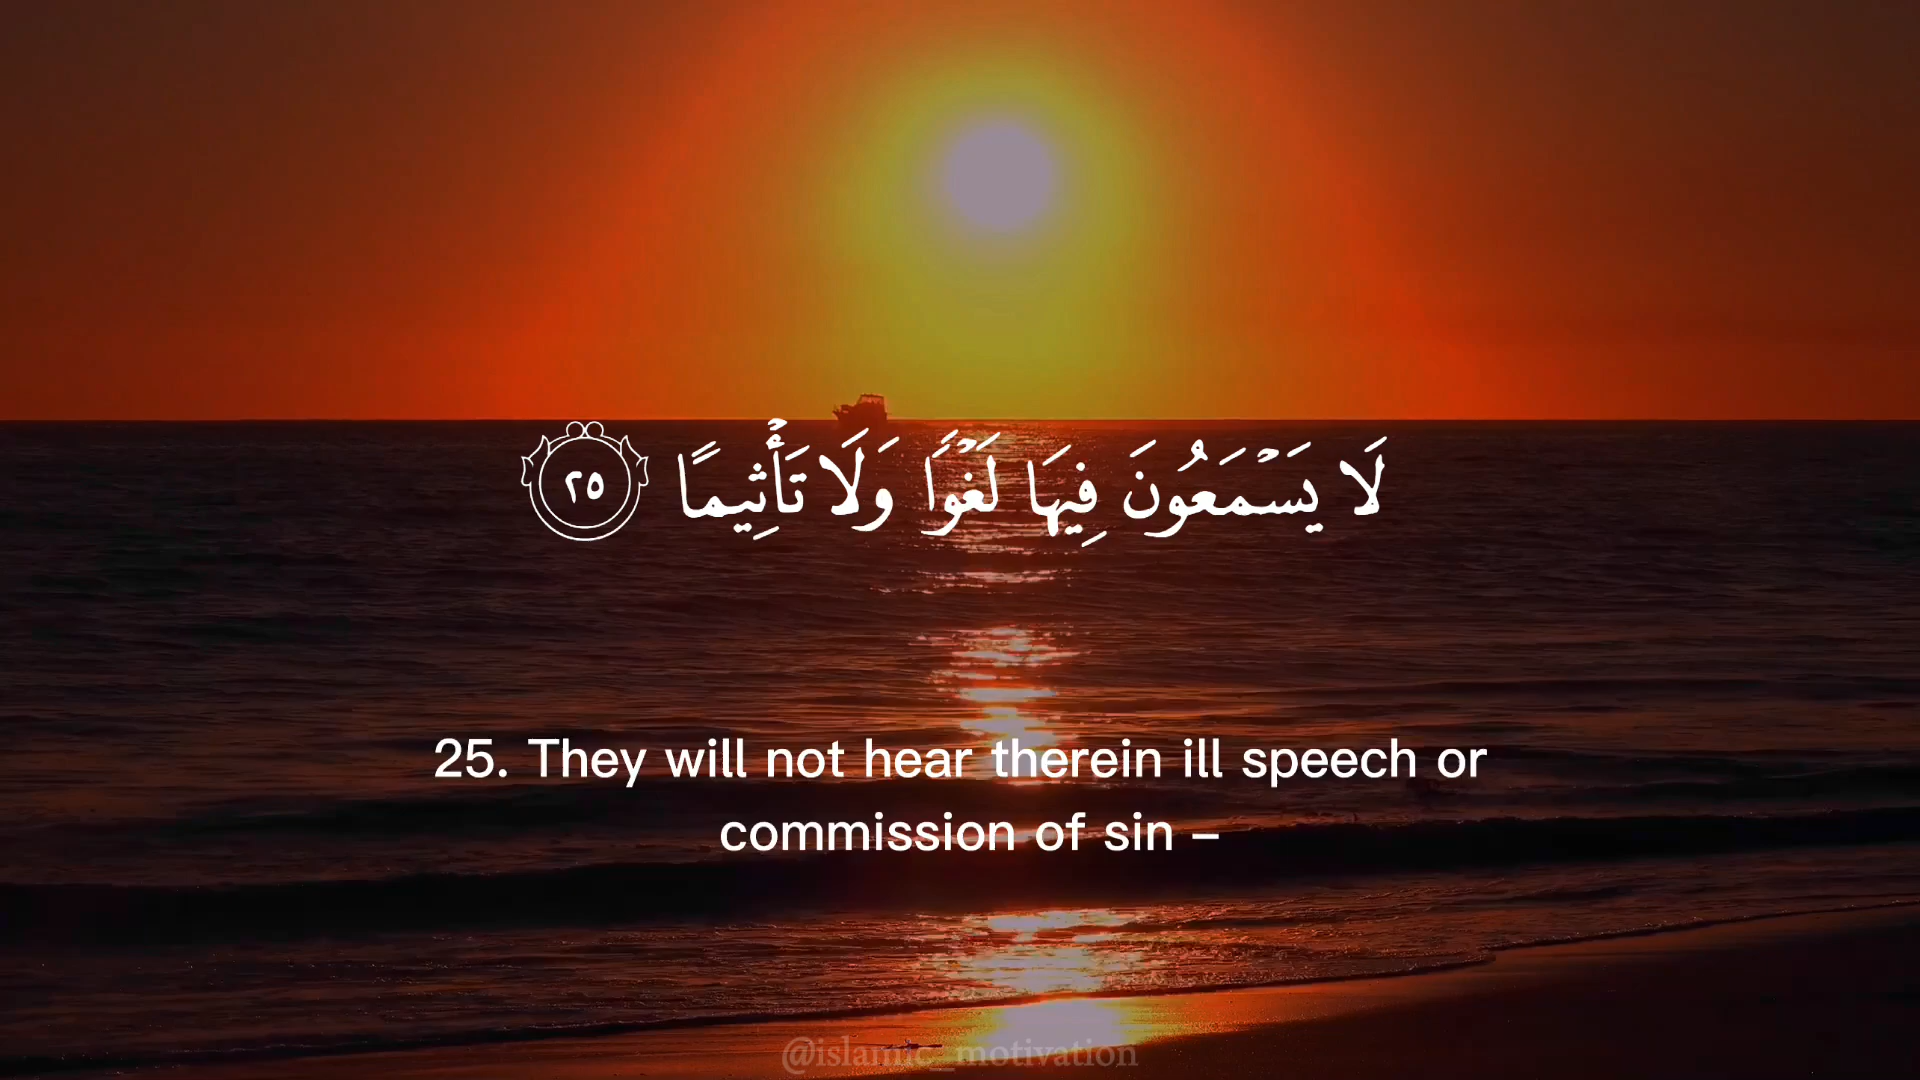 لَا يَسْمَعُونَ فِيهَا لَغْوًا وَلَا تَأْثِيمًا ٢٥
25. They will not hear therein ill speech or
commission of sin –
@islamic_motivation